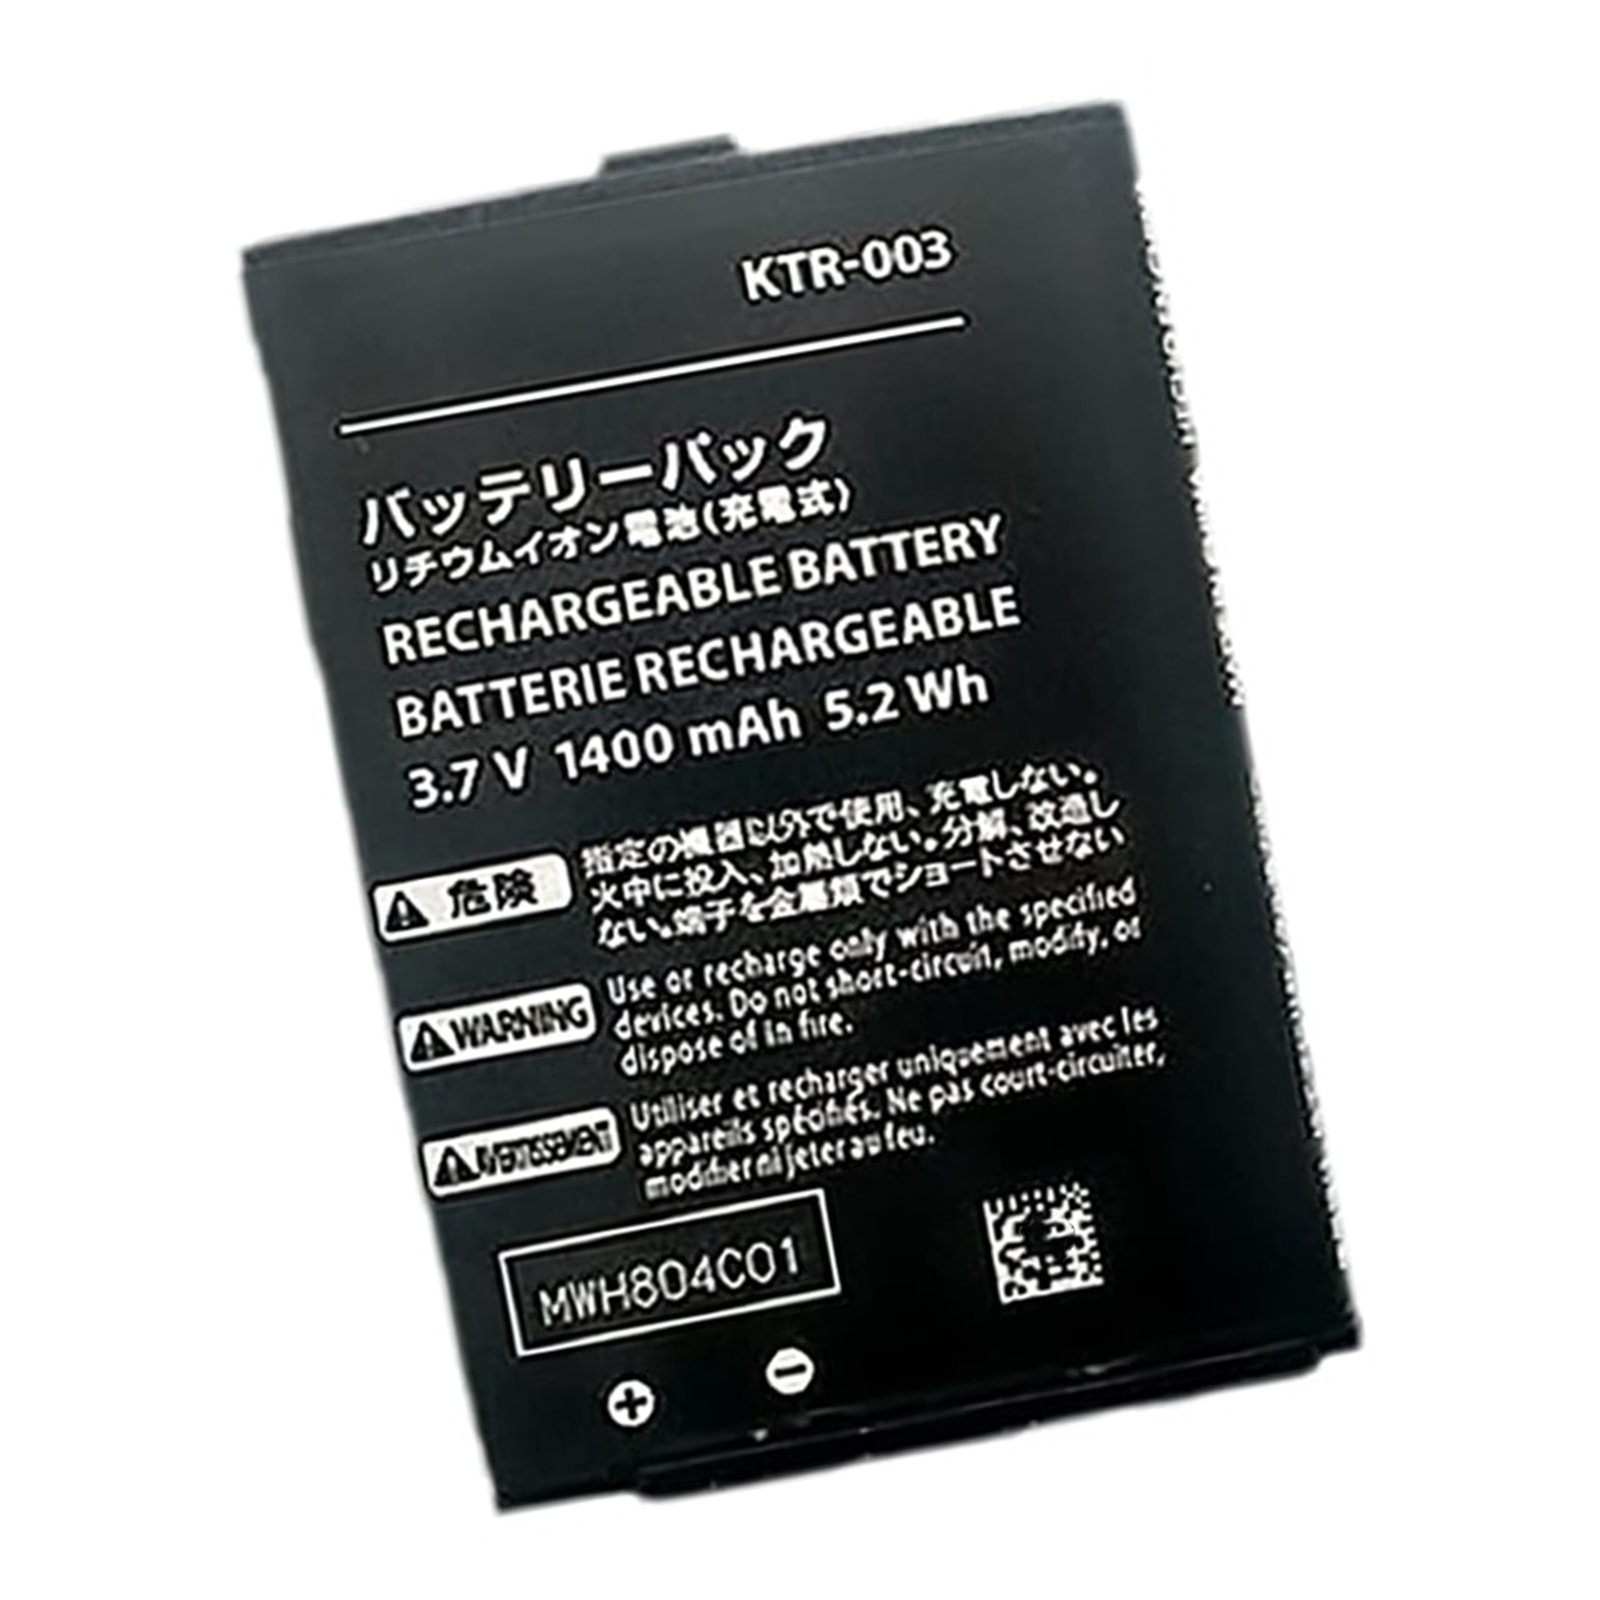 KTR-003
バッテリーパック
リチウムイオン電池(充電式)
RECHARGEABLE BATTERY
BATTERIE RECHARGEABLE
3.7 V 1400 mAh 5.2 Wh
危険
指定の機器以外で使用、充電しない。
火中に投入、加熱しない。分解、改造し
ない。端子を金属類でショートさせない
WARNING
Use or recharge only with the specified
devices. Do not short-circuit, modify, or
dispose of in fire.
AVERTISSEMENT
Utiliser et recharger uniquement avec les
appareils spécifiés. Ne pas court-circuiter,
modifier ni jeter au feu.
MWH804C01
+ −